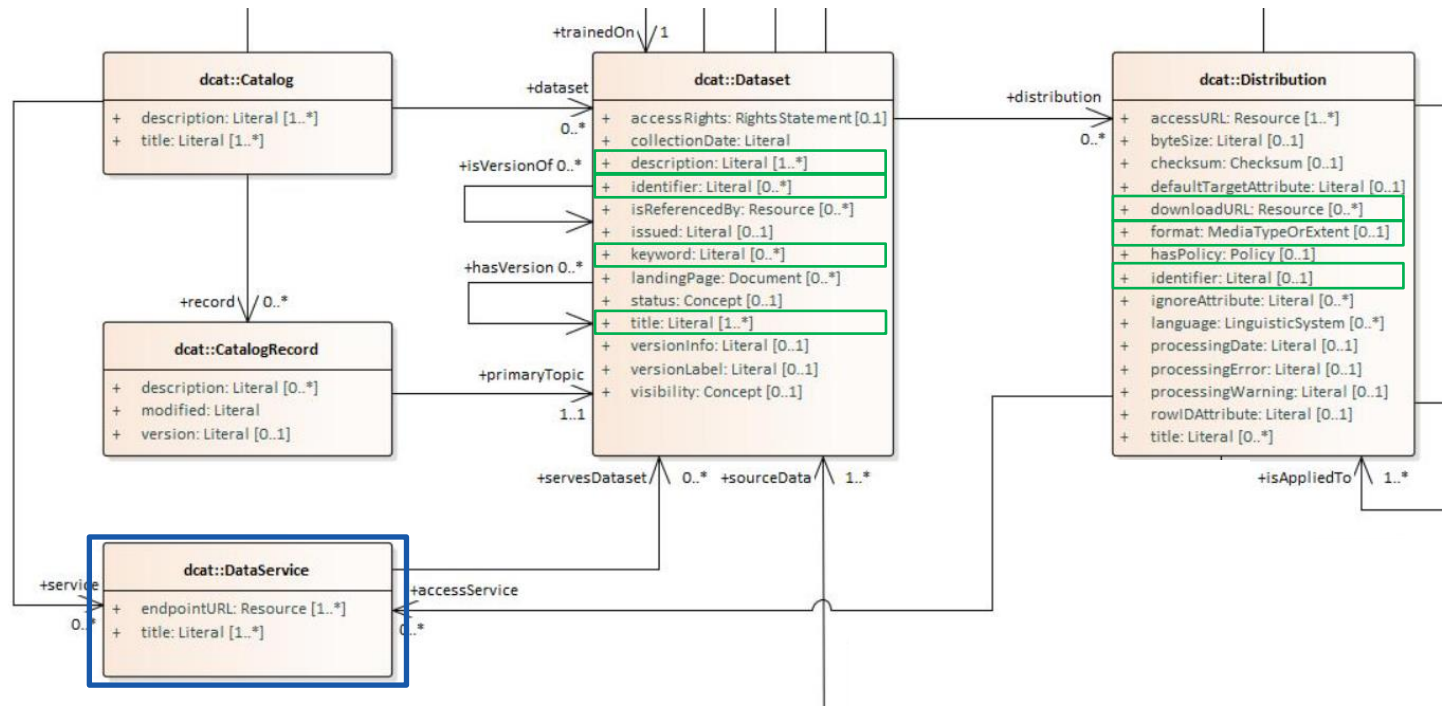 +trainedOn
1
dcat::Catalog
+ description: Literal [1..*]
+ title: Literal [1..*]
+dataset
0..*
dcat::Dataset
+ accessRights: RightsStatement [0.1]
+ collectionDate: Literal
+ description: Literal [1..*]
+ identifier: Literal [0..*]
+ isReferencedBy: Resource [0..*]
+ issued: Literal [0..1]
+ keyword: Literal [0..*]
+ landingPage: Document [0..*]
+ status: Concept [0..1]
+ title: Literal [1..*]
+ versionInfo: Literal [0..1]
+ versionLabel: Literal [0..1]
+ visibility: Concept [0..1]
+isVersionOf 0..*
+hasVersion 0..*
+distribution
0..*
dcat::Distribution
+ accessURL: Resource [1..*]
+ byteSize: Literal [0..1]
+ checksum: Checksum [0..1]
+ defaultTargetAttribute: Literal [0..1]
+ downloadURL: Resource [0..*]
+ format: MediaTypeOrExtent [0..1]
+ hasPolicy: Policy [0..1]
+ identifier: Literal [0..1]
+ ignoreAttribute: Literal [0..*]
+ language: LinguisticSystem [0..*]
+ processingDate: Literal [0..1]
+ processingError: Literal [0..1]
+ processingWarning: Literal [0..1]
+ rowIDAttribute: Literal [0..1]
+ title: Literal [0..*]
+record
0..*
dcat::CatalogRecord
+ description: Literal [0..*]
+ modified: Literal
+ version: Literal [0..1]
+primaryTopic
1..1
+servesDataset
0..*
+sourceData
1..*
+isAppliedTo
1..*
+service
0..*
dcat::DataService
+ endpointURL: Resource [1..*]
+ title: Literal [1..*]
+accessService
0..*